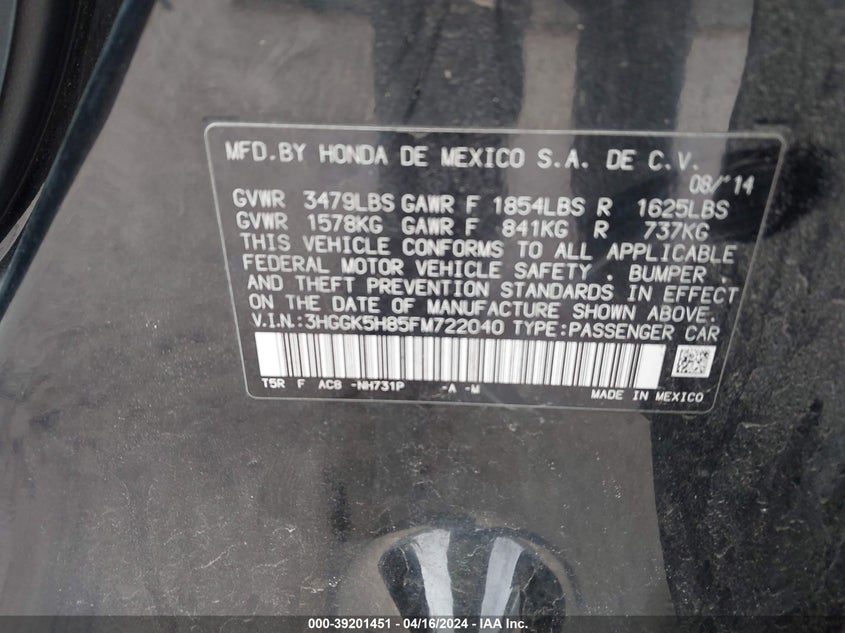 MFD.BY HONDA DE MEXICO S.A. DE C.V.
08/'14
GVWR 3479LBS GAWR F 1854LBS R 1625LBS
GVWR 1578KG GAWR F 841KG R 737KG
THIS VEHICLE CONFORMS TO ALL APPLICABLE
FEDERAL MOTOR VEHICLE SAFETY . BUMPER .
AND THEFT PREVENTION STANDARDS IN EFFECT
ON THE DATE OF MANUFACTURE SHOWN ABOVE.
V.I.N.:3HGGK5H85FM722040 TYPE:PASSENGER CAR
T5R F AC8 -NH731P -A -M
MADE IN MEXICO
000-39201451 - 04/16/2024 - IAA Inc.